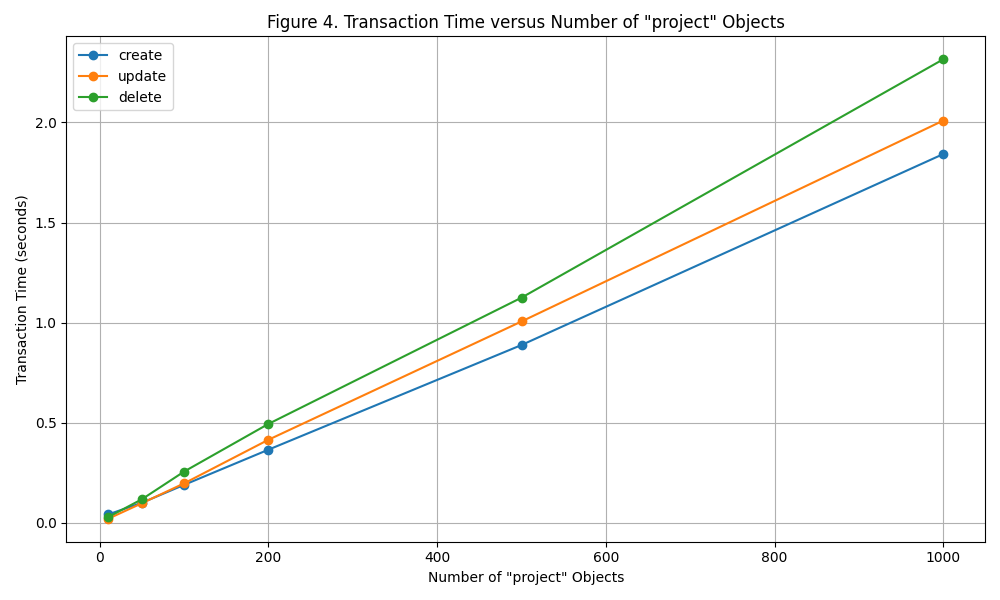 Figure 4. Transaction Time versus Number of "project" Objects
create
update
delete
Transaction Time (seconds)
2.0
1.5
1.0
0.5
0.0
0 200 400 600 800 1000
Number of "project" Objects